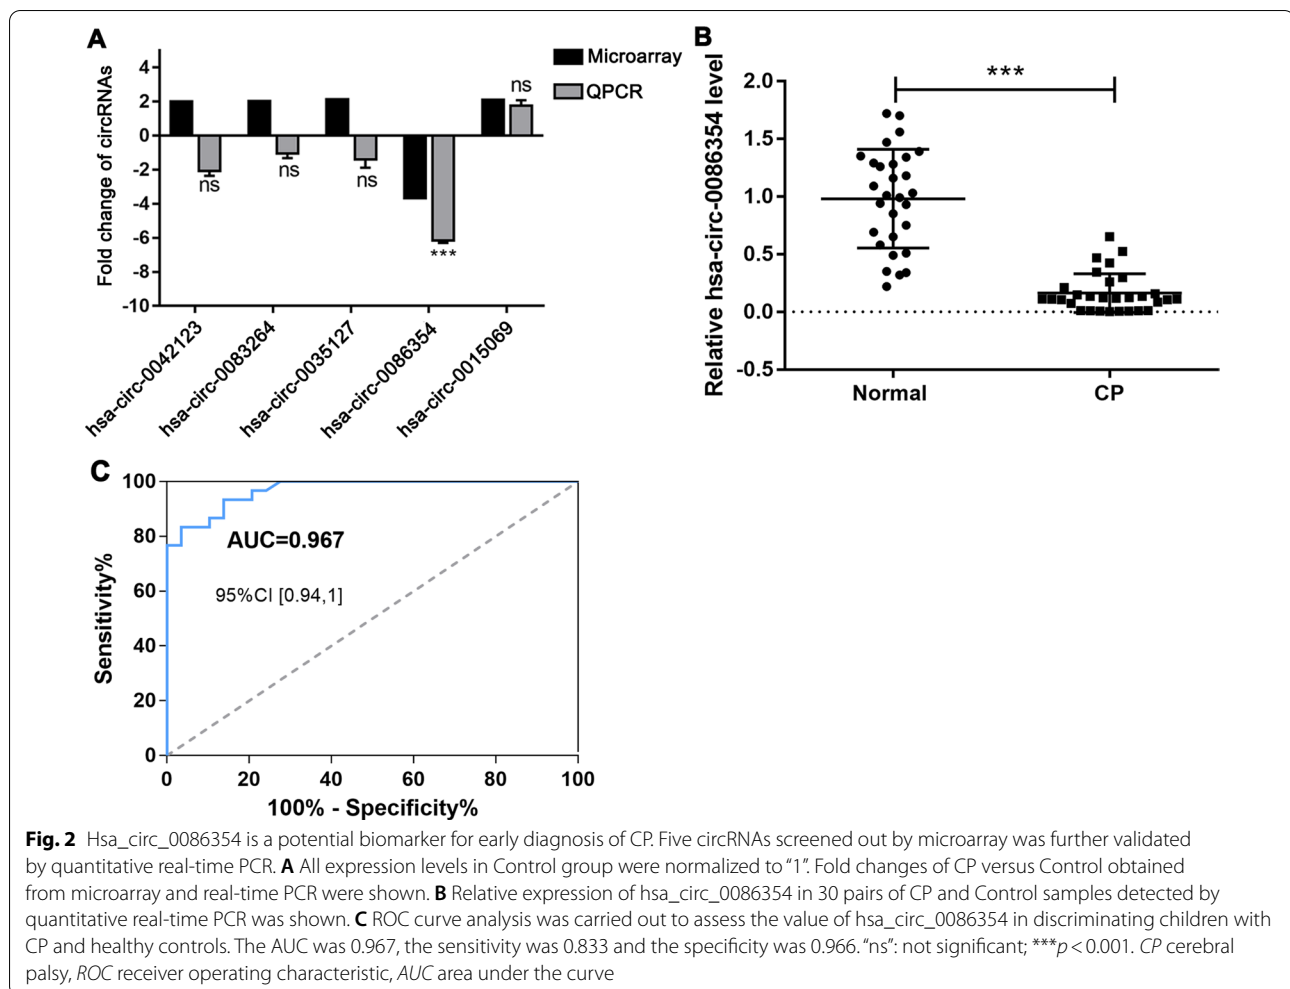 A
Fold change of circRNAs
4
2
0
-2
-4
-6
-8
-10
ns
ns
ns
***
ns
Microarray
QPCR
hsa-circ-0042123
hsa-circ-0083264
hsa-circ-0035127
hsa-circ-0086354
hsa-circ-0015069
B
Relative hsa-circ-0086354 level
2.0
1.5
1.0
0.5
0.0
-0.5
***
Normal
CP
C
Sensitivity%
100
80
60
40
20
0
AUC=0.967
95%CI [0.94,1]
0
20
40
60
80
100
100% - Specificity%
Fig. 2 Hsa_circ_0086354 is a potential biomarker for early diagnosis of CP. Five circRNAs screened out by microarray was further validated
by quantitative real-time PCR. A All expression levels in Control group were normalized to “1”. Fold changes of CP versus Control obtained
from microarray and real-time PCR were shown. B Relative expression of hsa_circ_0086354 in 30 pairs of CP and Control samples detected by
quantitative real-time PCR was shown. C ROC curve analysis was carried out to assess the value of hsa_circ_0086354 in discriminating children with
CP and healthy controls. The AUC was 0.967, the sensitivity was 0.833 and the specificity was 0.966. “ns”: not significant; ***p < 0.001. CP cerebral
palsy, ROC receiver operating characteristic, AUC area under the curve